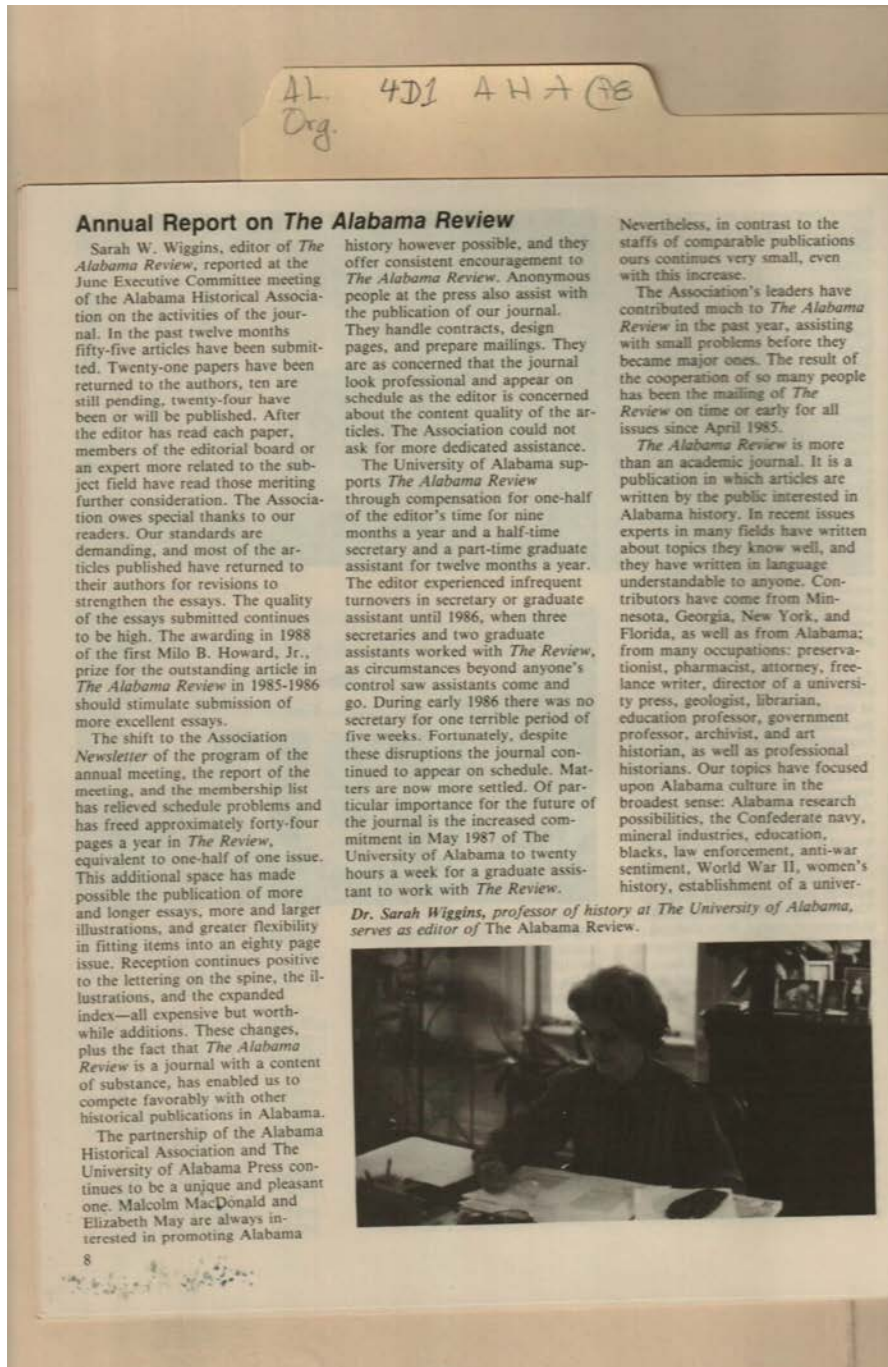 AL. 4D1 A H A
Org.
Annual Report on The Alabama Review
Sarah W. Wiggins, editor of The
Alabama Review, reported at the
June Executive Committee meeting
of the Alabama Historical Associa-
tion on the activities of the jour-
nal. In the past twelve months
fifty-five articles have been submit-
ted. Twenty-one papers have been
returned to the authors, ten are
still pending, twenty-four have
been or will be published. After
the editor has read each paper,
members of the editorial board or
an expert more related to the sub-
ject field have read those meriting
further consideration. The Associa-
tion owes special thanks to our
readers. Our standards are
demanding, and most of the ar-
ticles published have returned to
their authors for revisions to
strengthen the essays. The quality
of the essays submitted continues
to be high. The awarding in 1988
of the first Milo B. Howard, Jr.,
prize for the outstanding article in
The Alabama Review in 1985-1986
should stimulate submission of
more excellent essays.
The shift to the Association
Newsletter of the program of the
annual meeting, the report of the
meeting, and the membership list
has relieved schedule problems and
has freed approximately forty-four
pages a year in The Review,
equivalent to one-half of one issue.
This additional space has made
possible the publication of more
and longer essays, more and larger
illustrations, and greater flexibility
in fitting items into an eighty page
issue. Reception continues positive
to the lettering on the spine, the il-
lustrations, and the expanded
index—all expensive but worth-
while additions. These changes,
plus the fact that The Alabama
Review is a journal with a content
of substance, has enabled us to
compete favorably with other
historical publications in Alabama.
The partnership of the Alabama
Historical Association and The
University of Alabama Press con-
tinues to be a unique and pleasant
one. Malcolm MacDonald and
Elizabeth May are always in-
terested in promoting Alabama
8
history however possible, and they
offer consistent encouragement to
The Alabama Review. Anonymous
people at the press also assist with
the publication of our journal.
They handle contracts, design
pages, and prepare mailings. They
are as concerned that the journal
look professional and appear on
schedule as the editor is concerned
about the content quality of the ar-
ticles. The Association could not
ask for more dedicated assistance.
The University of Alabama sup-
ports The Alabama Review
through compensation for one-half
of the editor's time for nine
months a year and a half-time
secretary and a part-time graduate
assistant for twelve months a year.
The editor experienced infrequent
turnovers in secretary or graduate
assistant until 1986, when three
secretaries and two graduate
assistants worked with The Review,
as circumstances beyond anyone's
control saw assistants come and
go. During early 1986 there was no
secretary for one terrible period of
five weeks. Fortunately, despite
these disruptions the journal con-
tinued to appear on schedule. Mat-
ters are now more settled. Of par-
ticular importance for the future of
the journal is the increased com-
mitment in May 1987 of The
University of Alabama to twenty
hours a week for a graduate assis-
tant to work with The Review.
Nevertheless, in contrast to the
staffs of comparable publications
ours continues very small, even
with this increase.
The Association's leaders have
contributed much to The Alabama
Review in the past year, assisting
with small problems before they
became major ones. The result of
the cooperation of so many people
has been the mailing of The
Review on time or early for all
issues since April 1985.
The Alabama Review is more
than an academic journal. It is a
publication in which articles are
written by the public interested in
Alabama history. In recent issues
experts in many fields have written
about topics they know well, and
they have written in language
understandable to anyone. Con-
tributors have come from Min-
nesota, Georgia, New York, and
Florida, as well as from Alabama;
from many occupations: preserva-
tionist, pharmacist, attorney, free-
lance writer, director of a universi-
ty press, geologist, librarian,
education professor, government
professor, archivist, and art
historian, as well as professional
historians. Our topics have focused
upon Alabama culture in the
broadest sense: Alabama research
possibilities, the Confederate navy,
mineral industries, education,
blacks, law enforcement, anti-war
sentiment, World War II, women's
history, establishment of a univer-
Dr. Sarah Wiggins, professor of history at The University of Alabama,
serves as editor of The Alabama Review.